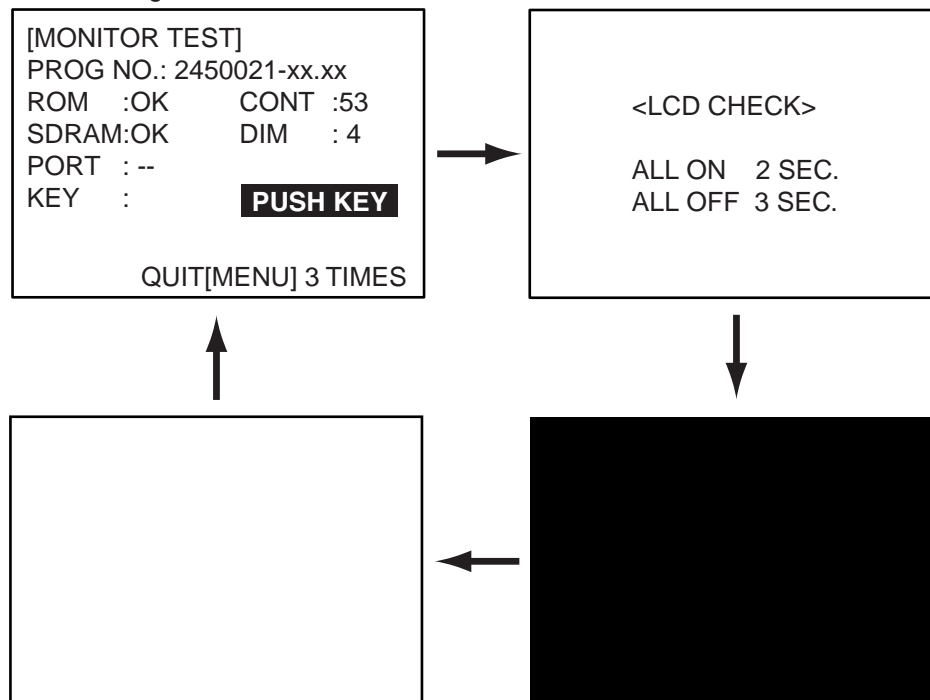 [MONITOR TEST]
PROG NO.: 2450021-xx.xx
ROM :OK CONT :53
SDRAM:OK DIM : 4
PORT : --
KEY : PUSH KEY
QUIT[MENU] 3 TIMES
<LCD CHECK>
ALL ON 2 SEC.
ALL OFF 3 SEC.